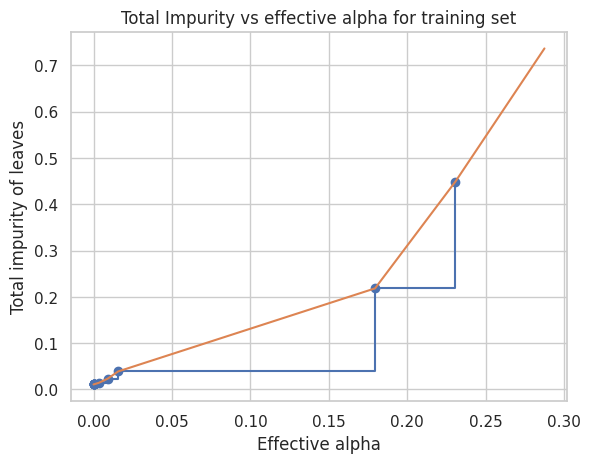 Total Impurity vs effective alpha for training set
Total impurity of leaves
0.7
0.6
0.5
0.4
0.3
0.2
0.1
0.0
0.00 0.05 0.10 0.15 0.20 0.25 0.30
Effective alpha